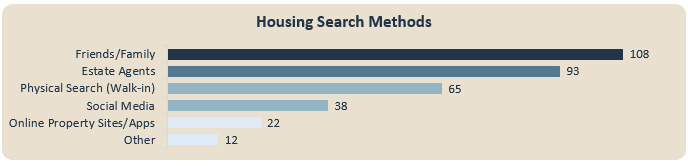 Housing Search Methods
Friends/Family 108
Estate Agents 93
Physical Search (Walk-in) 65
Social Media 38
Online Property Sites/Apps 22
Other 12